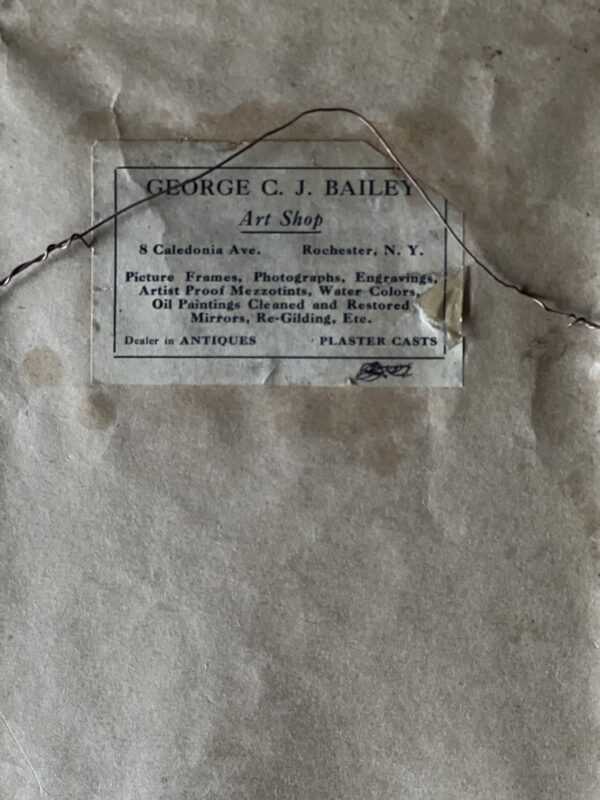 GEORGE C. J. BAILEY
Art Shop
8 Caledonia Ave. Rochester, N. Y.
Picture Frames, Photographs, Engravings,
Artist Proof Mezzotints, Water Colors,
Oil Paintings Cleaned and Restored
Mirrors, Re-Gilding, Etc.
Dealer in ANTIQUES PLASTER CASTS